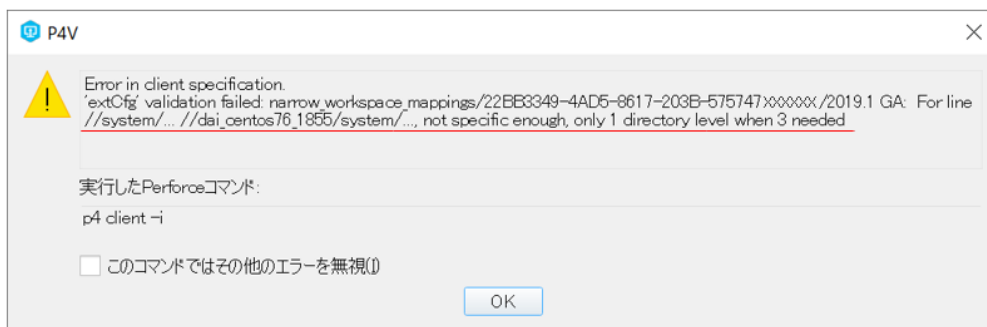 P4V
Error in client specification.
'extCfg' validation failed: narrow_workspace_mappings/22BB3349-4AD5-8617-203B-575747XXXXXX/2019.1 GA: For line
//system/... //dai_centos76_1855/system/..., not specific enough, only 1 directory level when 3 needed
実行したPerforceコマンド:
p4 client -i
このコマンドではその他のエラーを無視(I)
OK